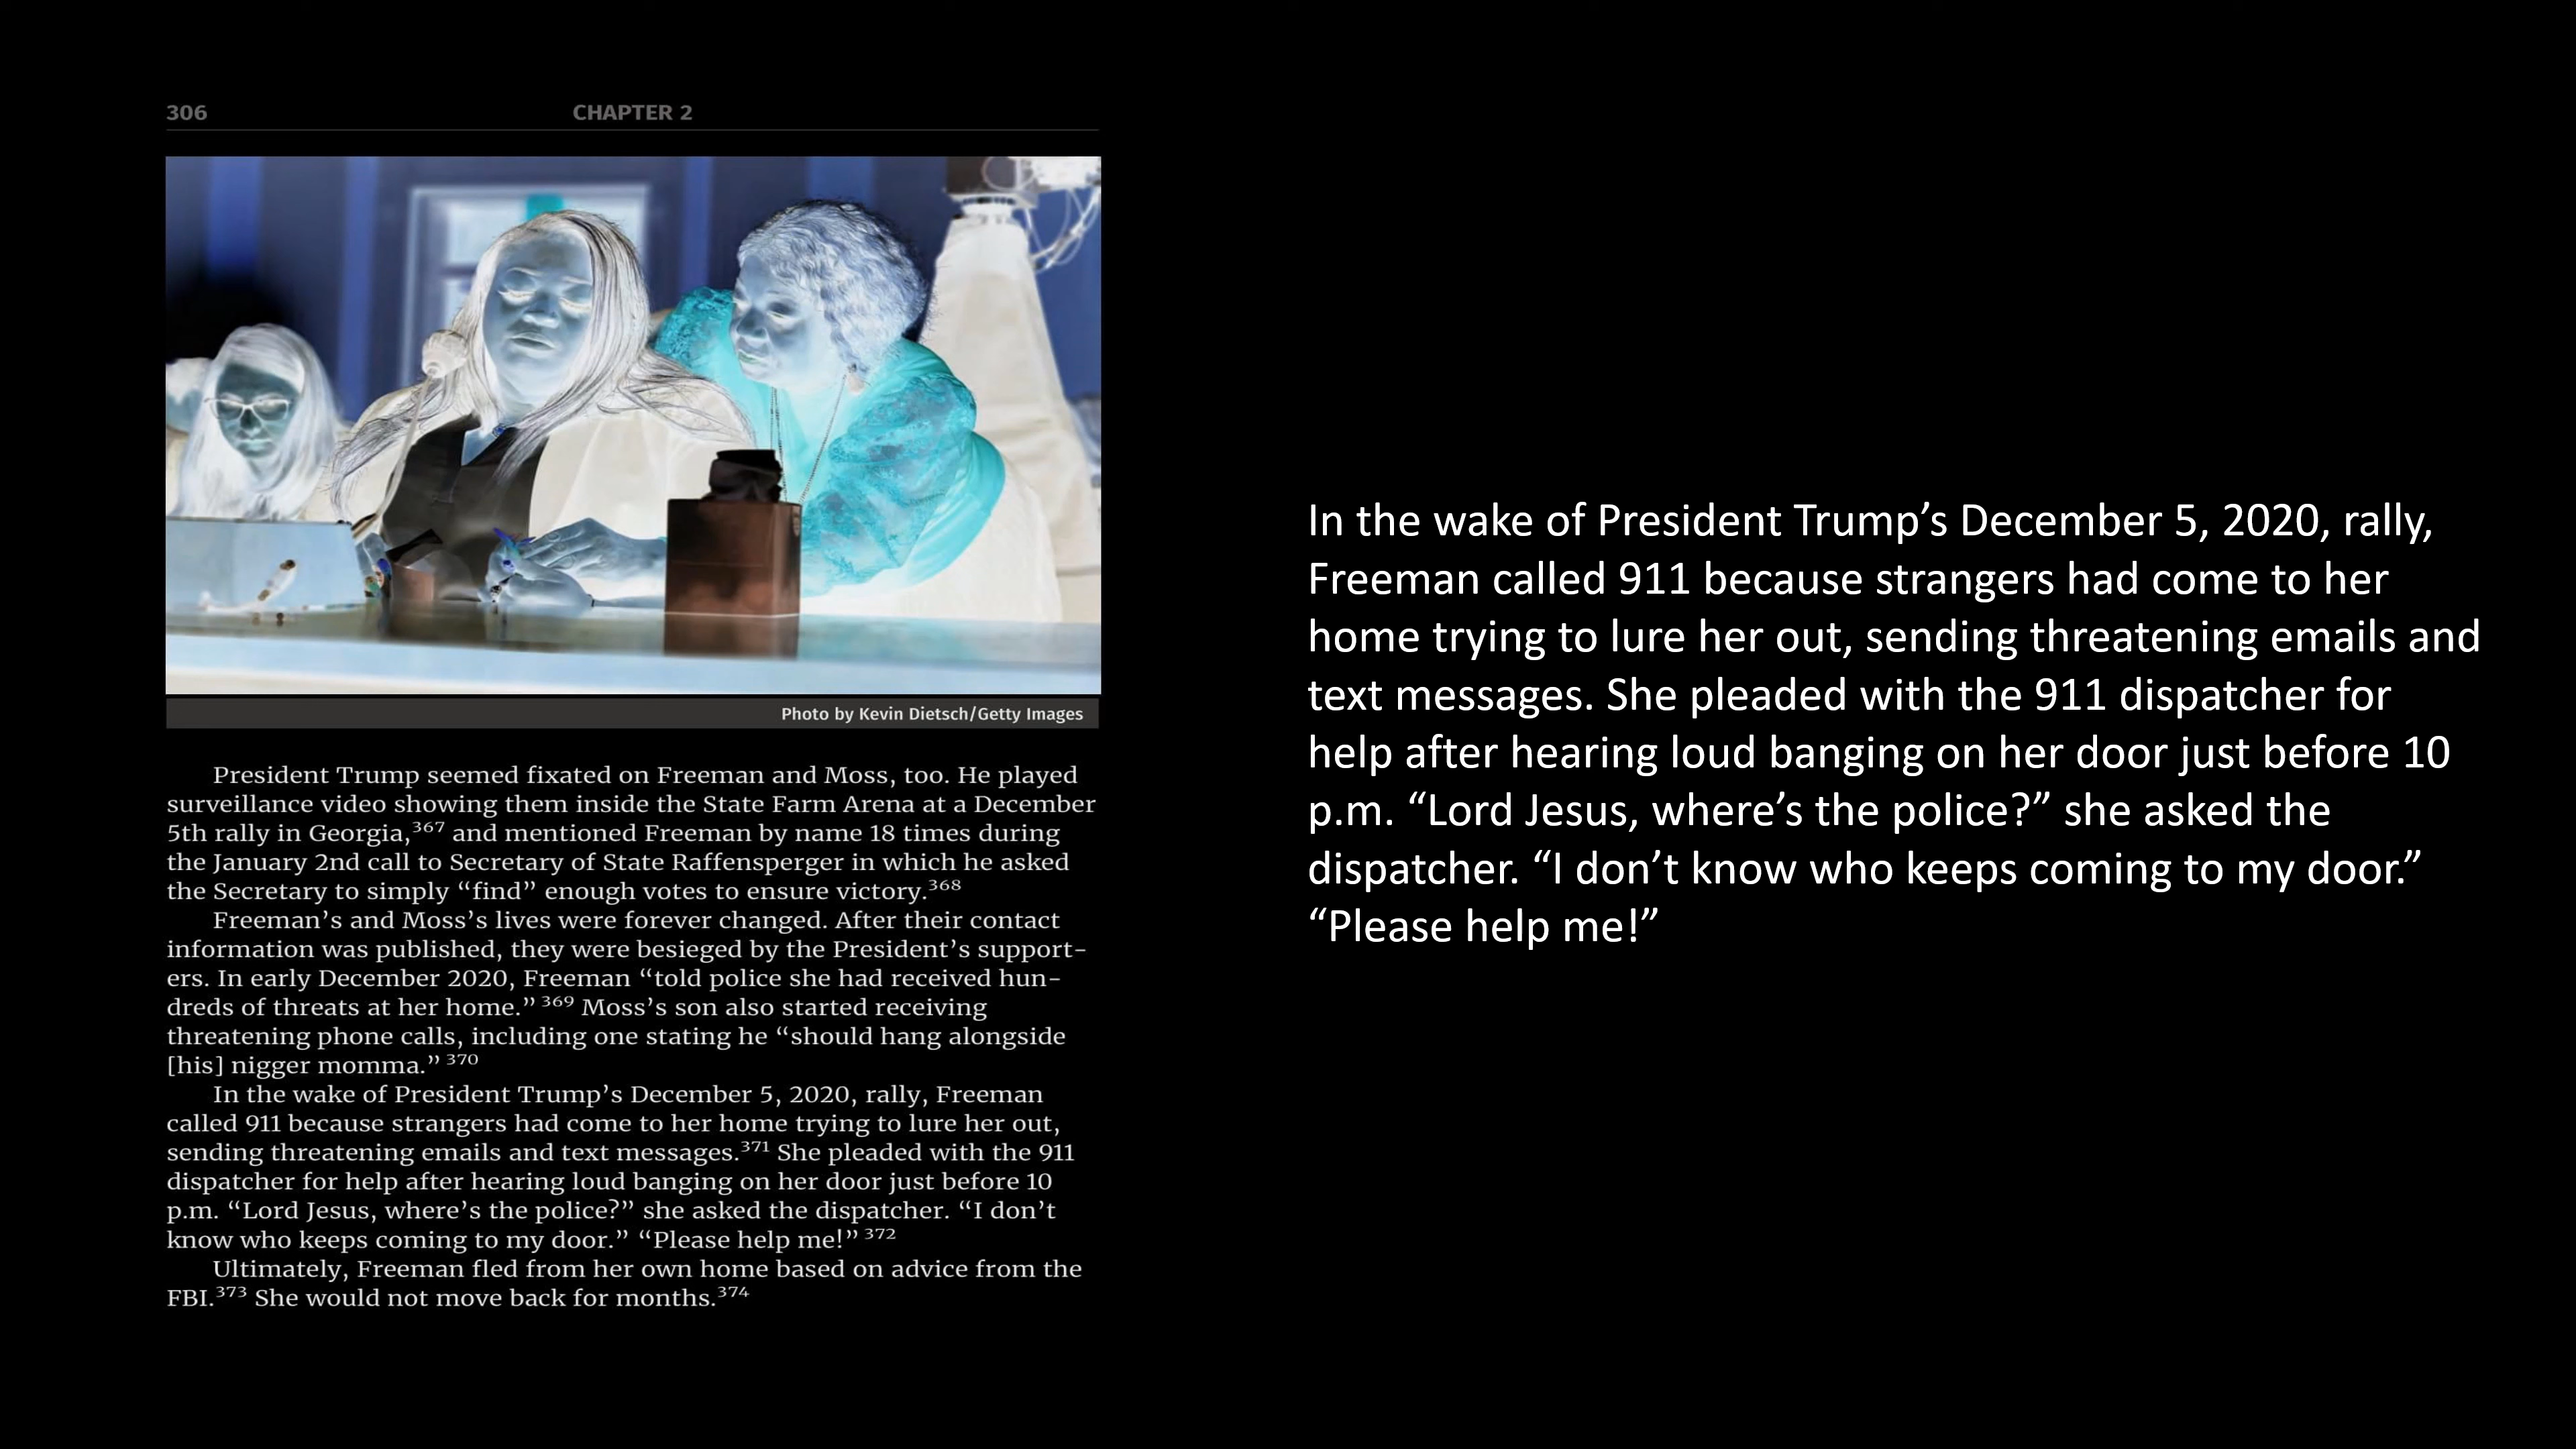 306 CHAPTER 2
Photo by Kevin Dietsch/Getty Images
President Trump seemed fixated on Freeman and Moss, too. He played
surveillance video showing them inside the State Farm Arena at a December
5th rally in Georgia,367 and mentioned Freeman by name 18 times during
the January 2nd call to Secretary of State Raffensperger in which he asked
the Secretary to simply “find” enough votes to ensure victory.368
Freeman’s and Moss’s lives were forever changed. After their contact
information was published, they were besieged by the President’s support-
ers. In early December 2020, Freeman “told police she had received hun-
dreds of threats at her home.” 369 Moss’s son also started receiving
threatening phone calls, including one stating he “should hang alongside
[his] nigger momma.” 370
In the wake of President Trump’s December 5, 2020, rally, Freeman
called 911 because strangers had come to her home trying to lure her out,
sending threatening emails and text messages.371 She pleaded with the 911
dispatcher for help after hearing loud banging on her door just before 10
p.m. “Lord Jesus, where’s the police?” she asked the dispatcher. “I don’t
know who keeps coming to my door.” “Please help me!” 372
Ultimately, Freeman fled from her own home based on advice from the
FBI.373 She would not move back for months.374
In the wake of President Trump’s December 5, 2020, rally,
Freeman called 911 because strangers had come to her
home trying to lure her out, sending threatening emails and
text messages. She pleaded with the 911 dispatcher for
help after hearing loud banging on her door just before 10
p.m. “Lord Jesus, where’s the police?” she asked the
dispatcher. “I don’t know who keeps coming to my door.”
“Please help me!”